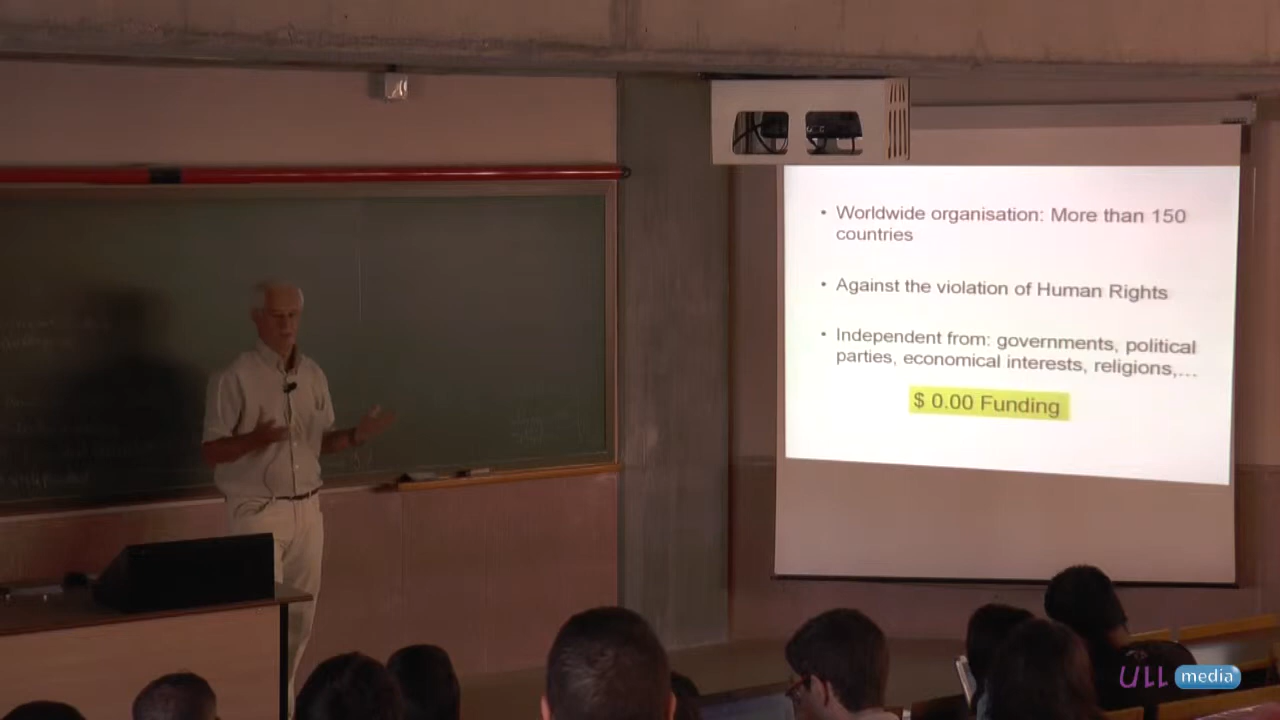 • Worldwide organisation: More than 150
countries
• Against the violation of Human Rights
• Independent from: governments, political
parties, economical interests, religions,...
$ 0.00 Funding
ULL media